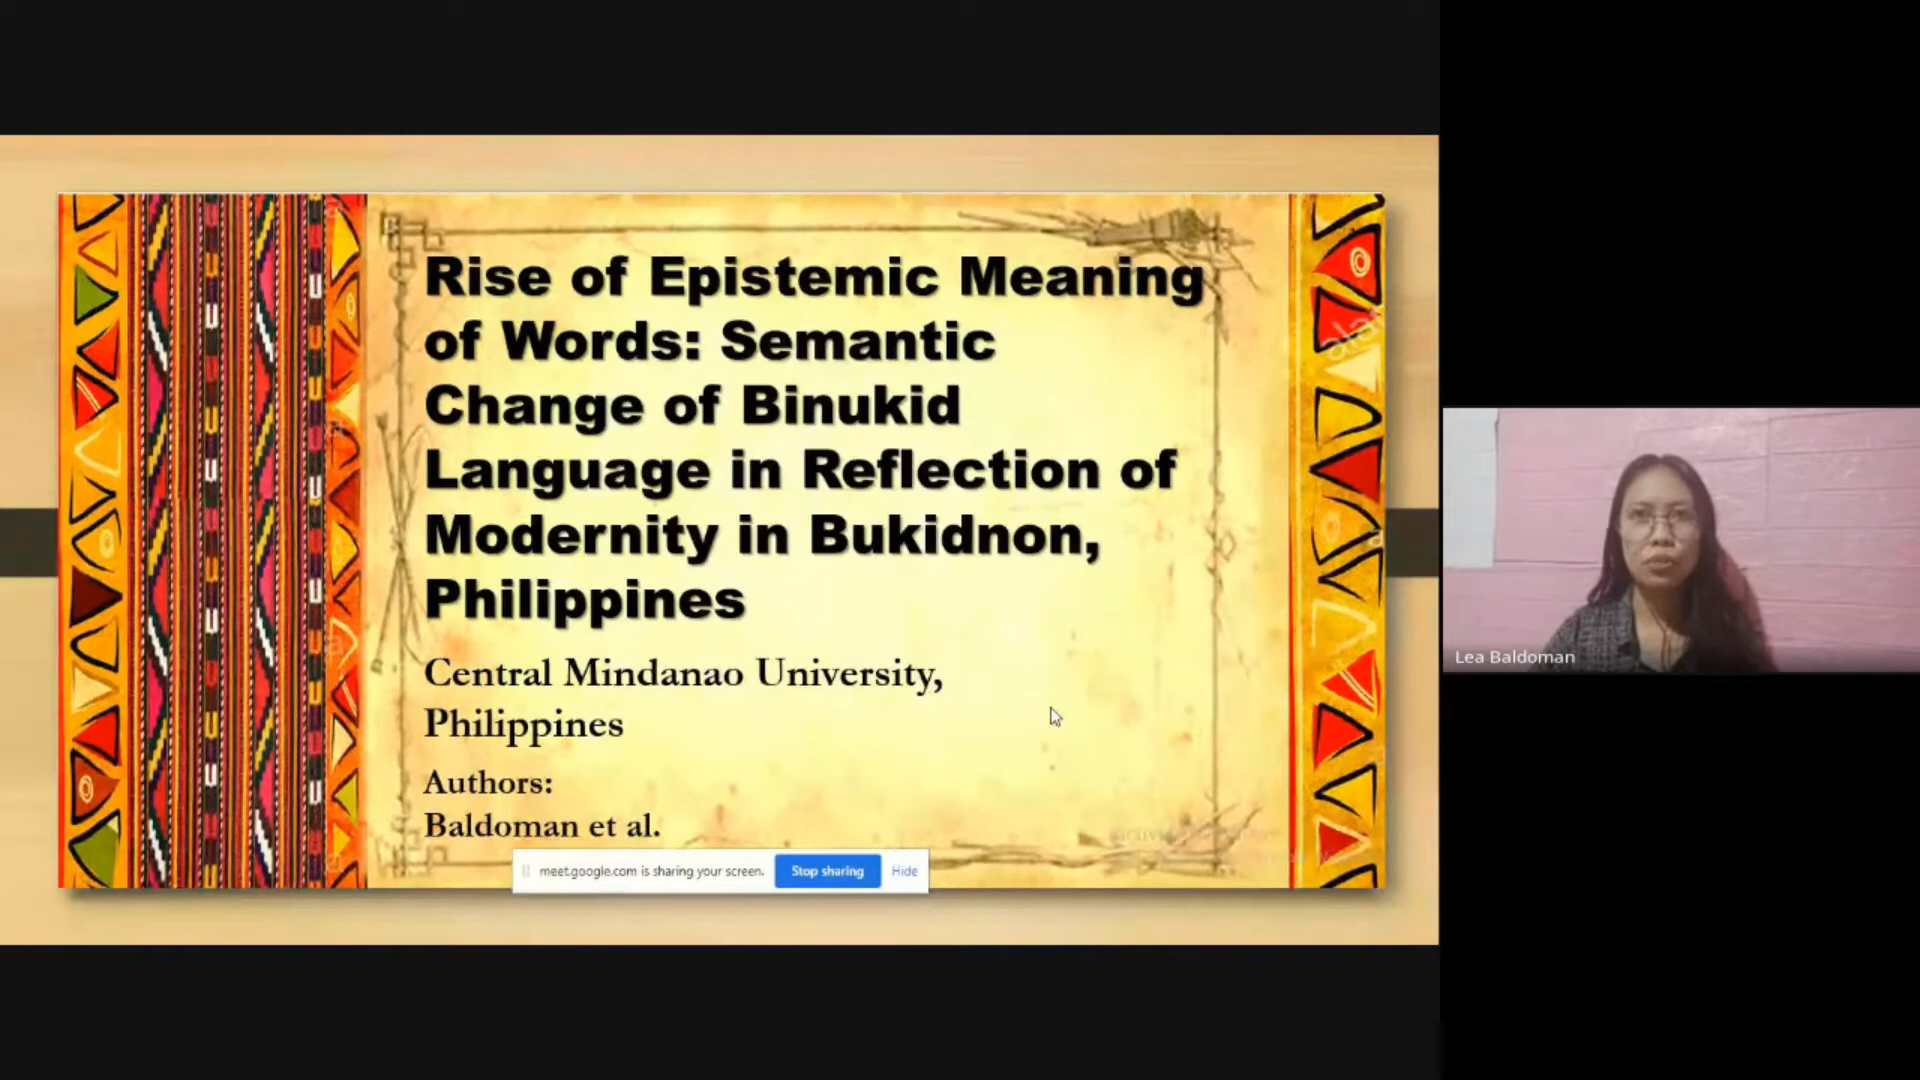 Rise of Epistemic Meaning
of Words: Semantic
Change of Binukid
Language in Reflection of
Modernity in Bukidnon,
Philippines
Central Mindanao University,
Philippines
Authors:
Baldoman et al.
meet.google.com is sharing your screen.
Stop sharing
Hide
Lea Baldoman